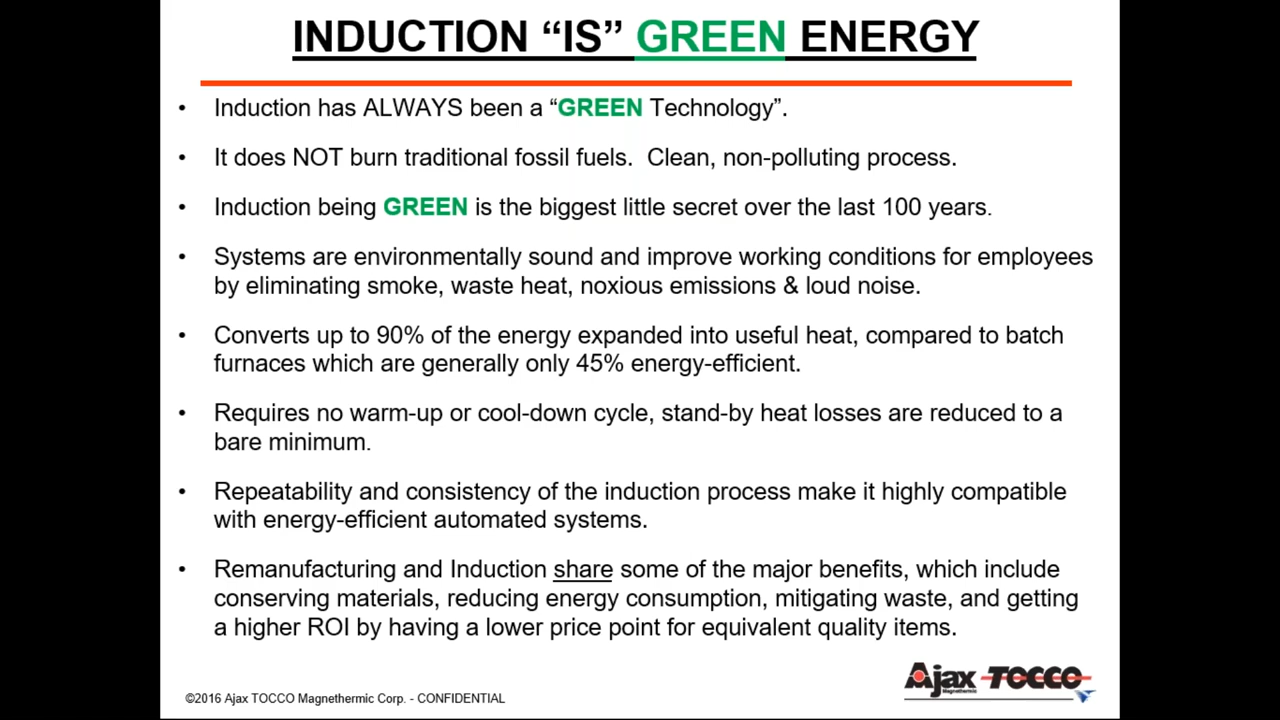 INDUCTION “IS” GREEN ENERGY
• Induction has ALWAYS been a “GREEN Technology”.
• It does NOT burn traditional fossil fuels.  Clean, non-polluting process.
• Induction being GREEN is the biggest little secret over the last 100 years.
• Systems are environmentally sound and improve working conditions for employees
by eliminating smoke, waste heat, noxious emissions & loud noise.
• Converts up to 90% of the energy expanded into useful heat, compared to batch
furnaces which are generally only 45% energy-efficient.
• Requires no warm-up or cool-down cycle, stand-by heat losses are reduced to a
bare minimum.
• Repeatability and consistency of the induction process make it highly compatible
with energy-efficient automated systems.
• Remanufacturing and Induction share some of the major benefits, which include
conserving materials, reducing energy consumption, mitigating waste, and getting
a higher ROI by having a lower price point for equivalent quality items.
Ajax TOCCO
Magnethermic
©2016 Ajax TOCCO Magnethermic Corp. - CONFIDENTIAL